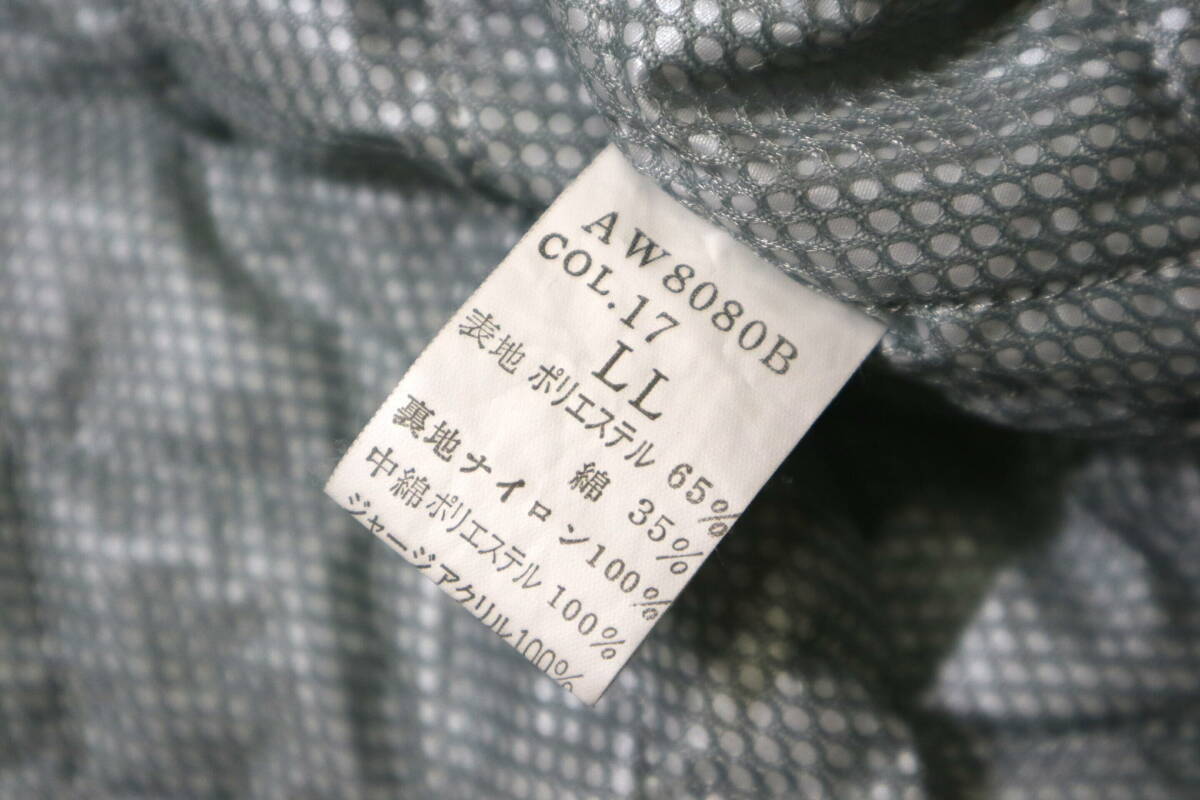 AW8080B
COL.17
LL
表地 ポリエステル 65%
綿 35%
裏地ナイロン100%
中綿ポリエステル 100%
ジャージアクリル100%